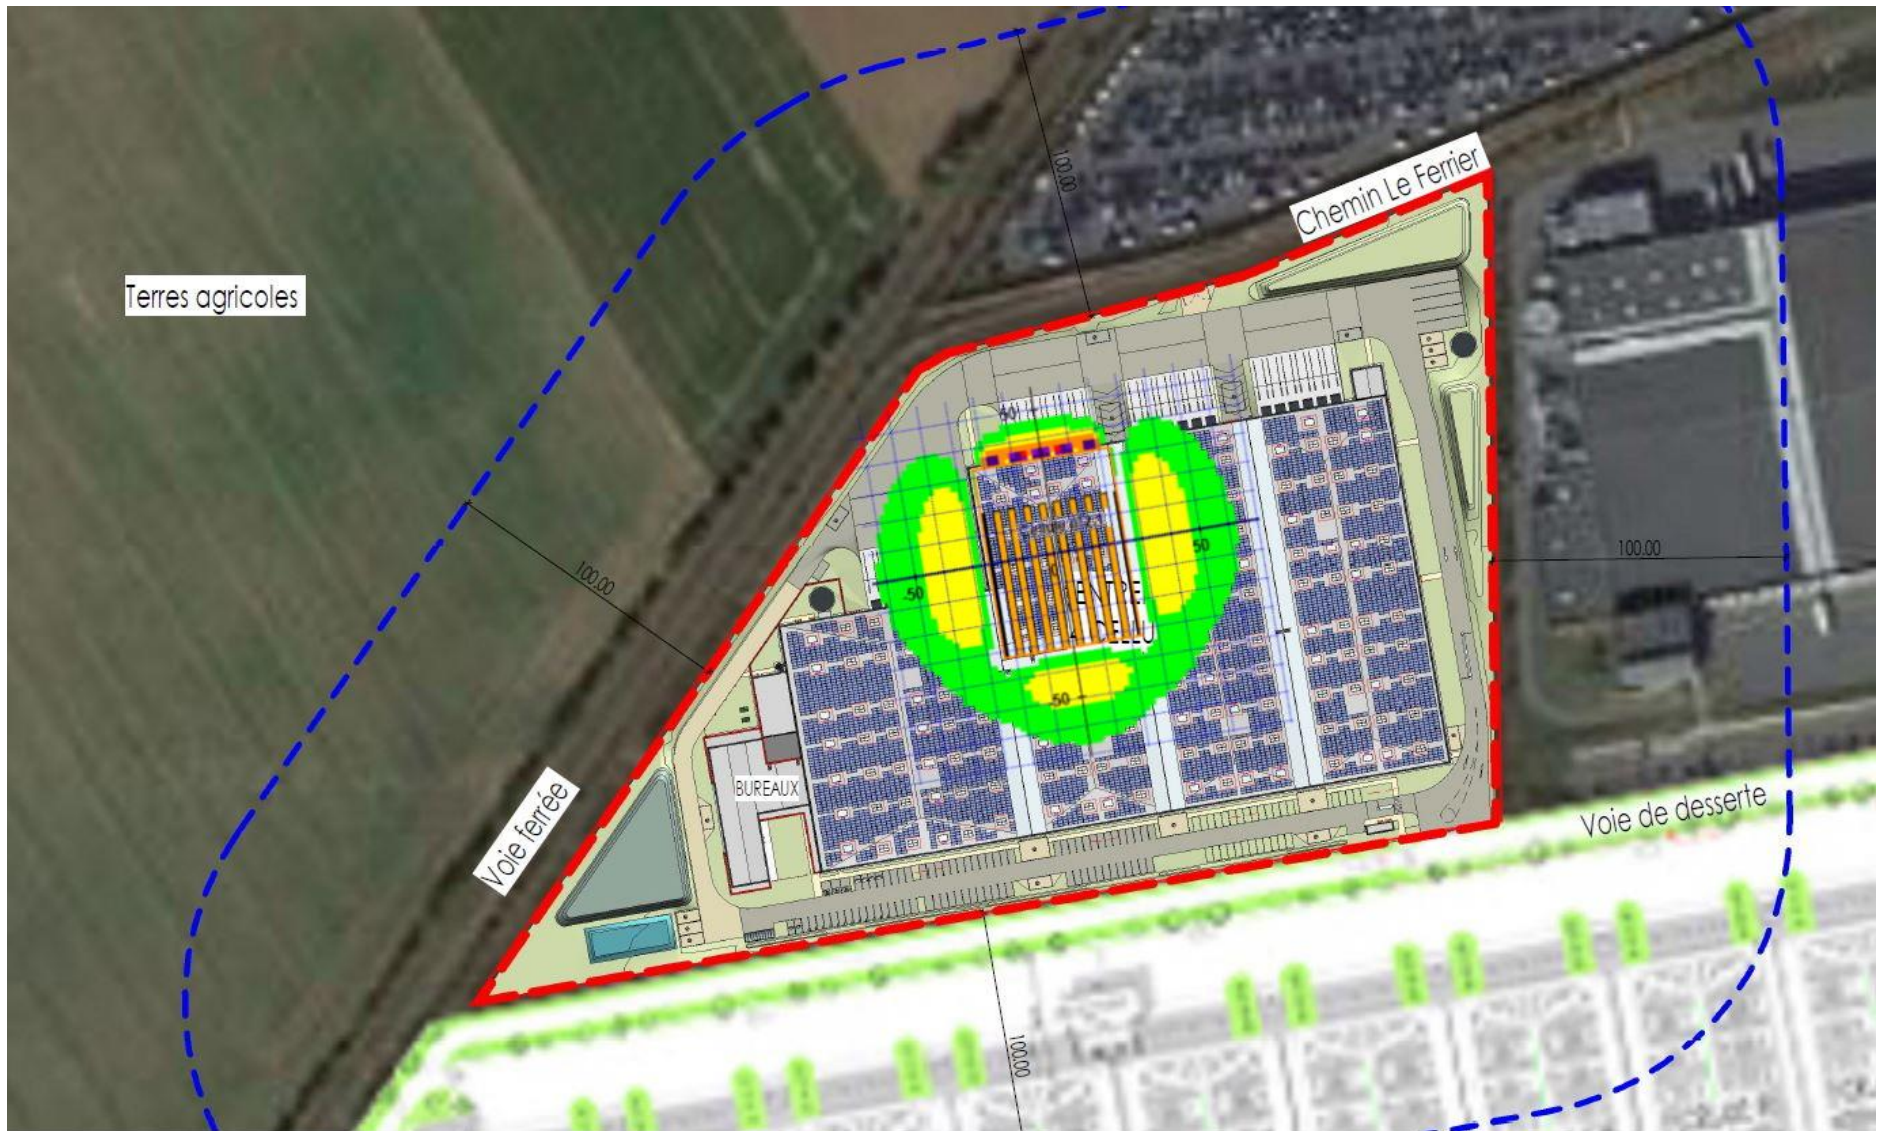 100.00
Chemin Le Ferrier
Terres agricoles
50
50
100.00
100.00
-50
ENTRE
-50
BUREAUX
Voie ferrée
Voie de desserte
100.00